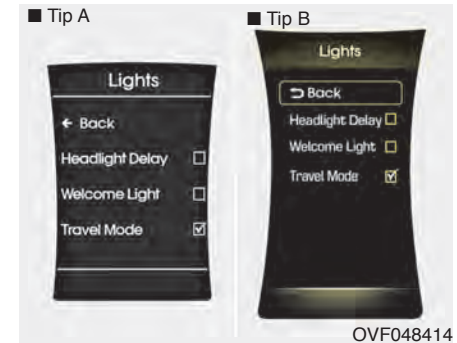 ■ Tip A
Lights
← Back
Headlight Delay
Welcome Light
Travel Mode
■ Tip B
Lights
⮌ Back
Headlight Delay
Welcome Light
Travel Mode
OVF048414